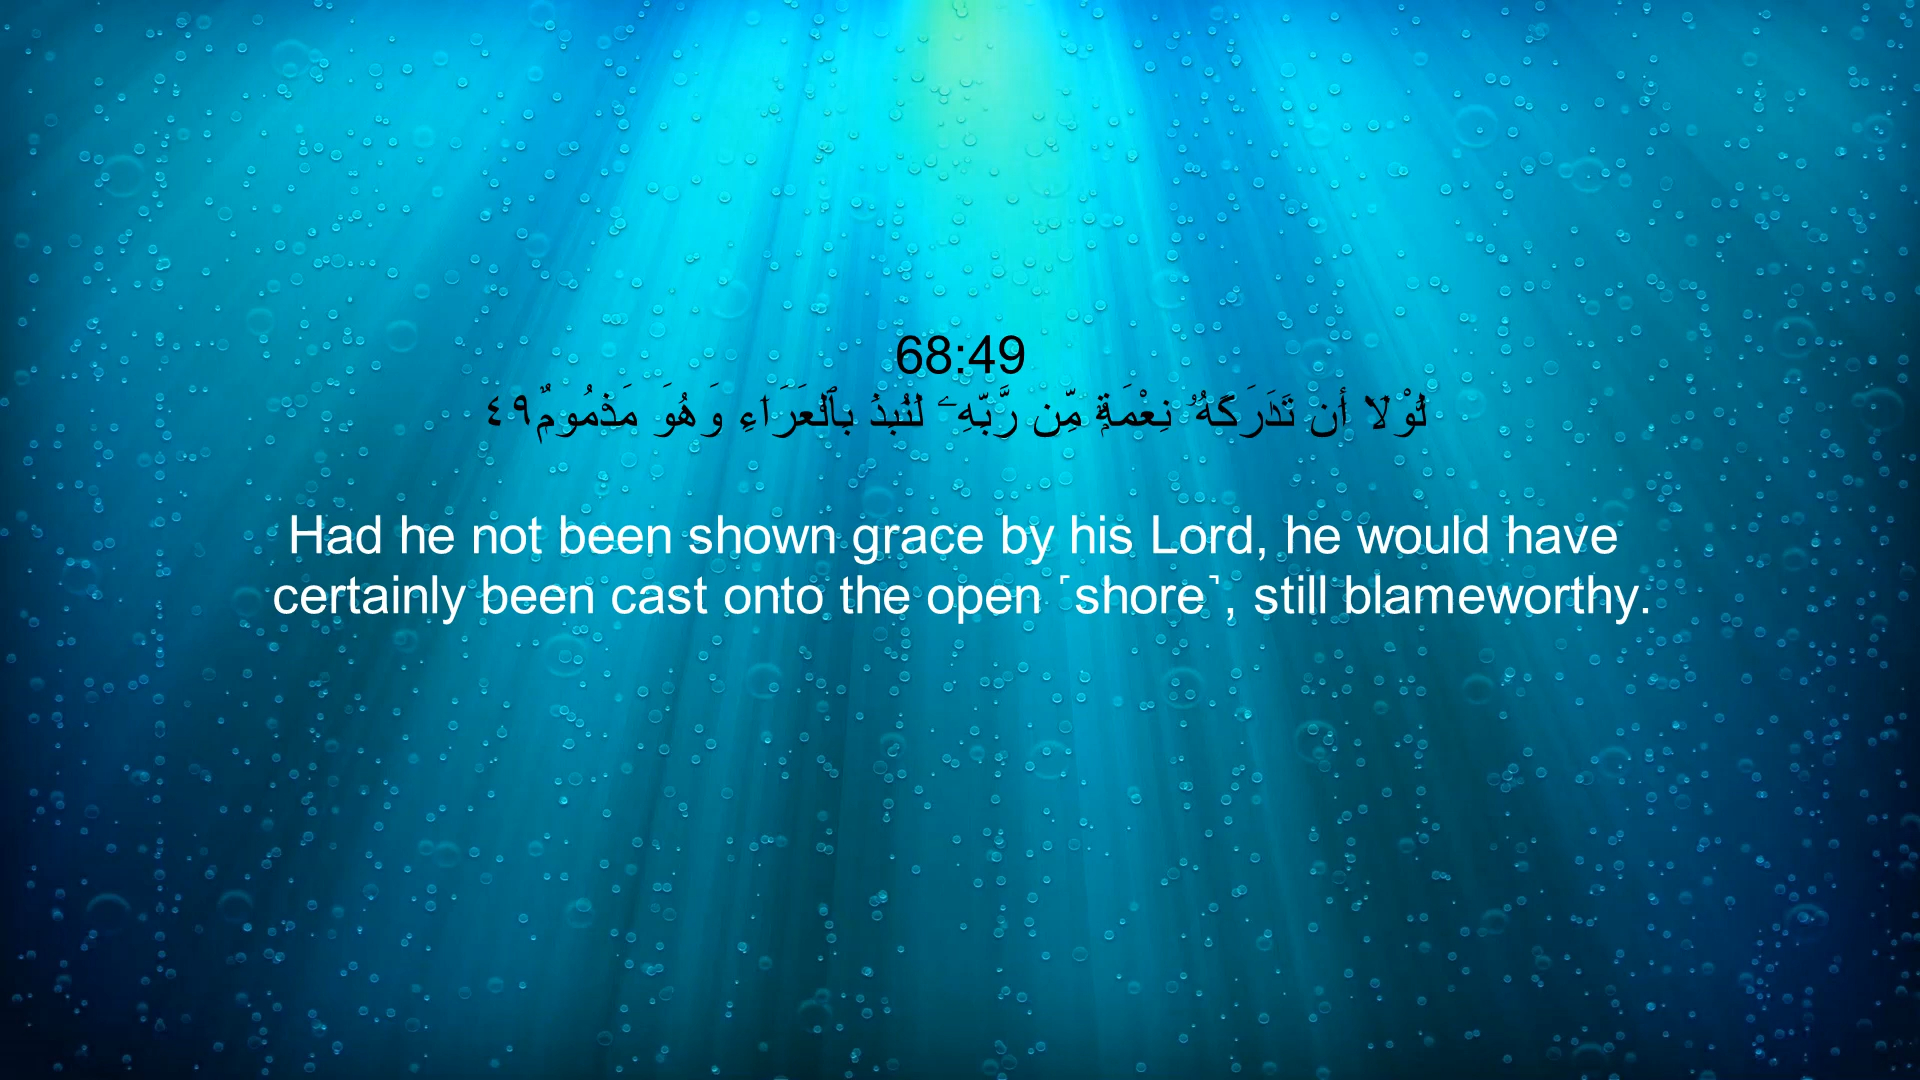 68:49
لَّوْلَآ أَن تَدَٰرَكَهُۥ نِعْمَةٌ مِّن رَّبِّهِۦ لَنُبِذَ بِٱلْعَرَآءِ وَهُوَ مَذْمُومٌ٤٩
Had he not been shown grace by his Lord, he would have
certainly been cast onto the open ˹shore˺, still blameworthy.